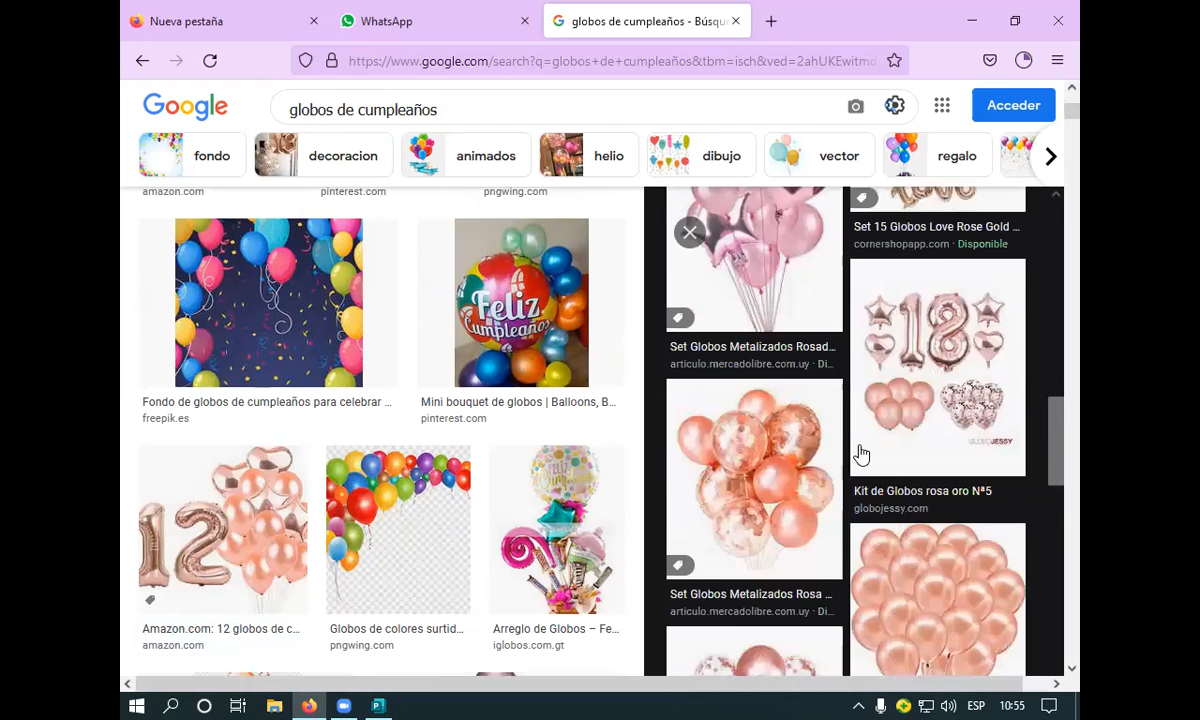 Nueva pestaña
WhatsApp
globos de cumpleaños - Búsqu
https://www.google.com/search?q=globos+de+cumpleaños&tbm=isch&ved=2ahUKEwitmd
Google
globos de cumpleaños
Acceder
fondo
decoracion
animados
helio
dibujo
vector
regalo
amazon.com
pinterest.com
pngwing.com
Feliz
Cumpleaños
Fondo de globos de cumpleaños para celebrar ...
freepik.es
Mini bouquet de globos | Balloons, B...
pinterest.com
12
FELIZ
Amazon.com: 12 globos de c...
amazon.com
Globos de colores surtid...
pngwing.com
Arreglo de Globos – Fe...
iglobos.com.gt
Set Globos Metalizados Rosad...
articulo.mercadolibre.com.uy · Di...
Set Globos Metalizados Rosa ...
articulo.mercadolibre.com.uy · Di...
Set 15 Globos Love Rose Gold ...
cornershopapp.com · Disponible
18
GLOBOJESSY
Kit de Globos rosa oro Nª5
globojessy.com
ESP
10:55